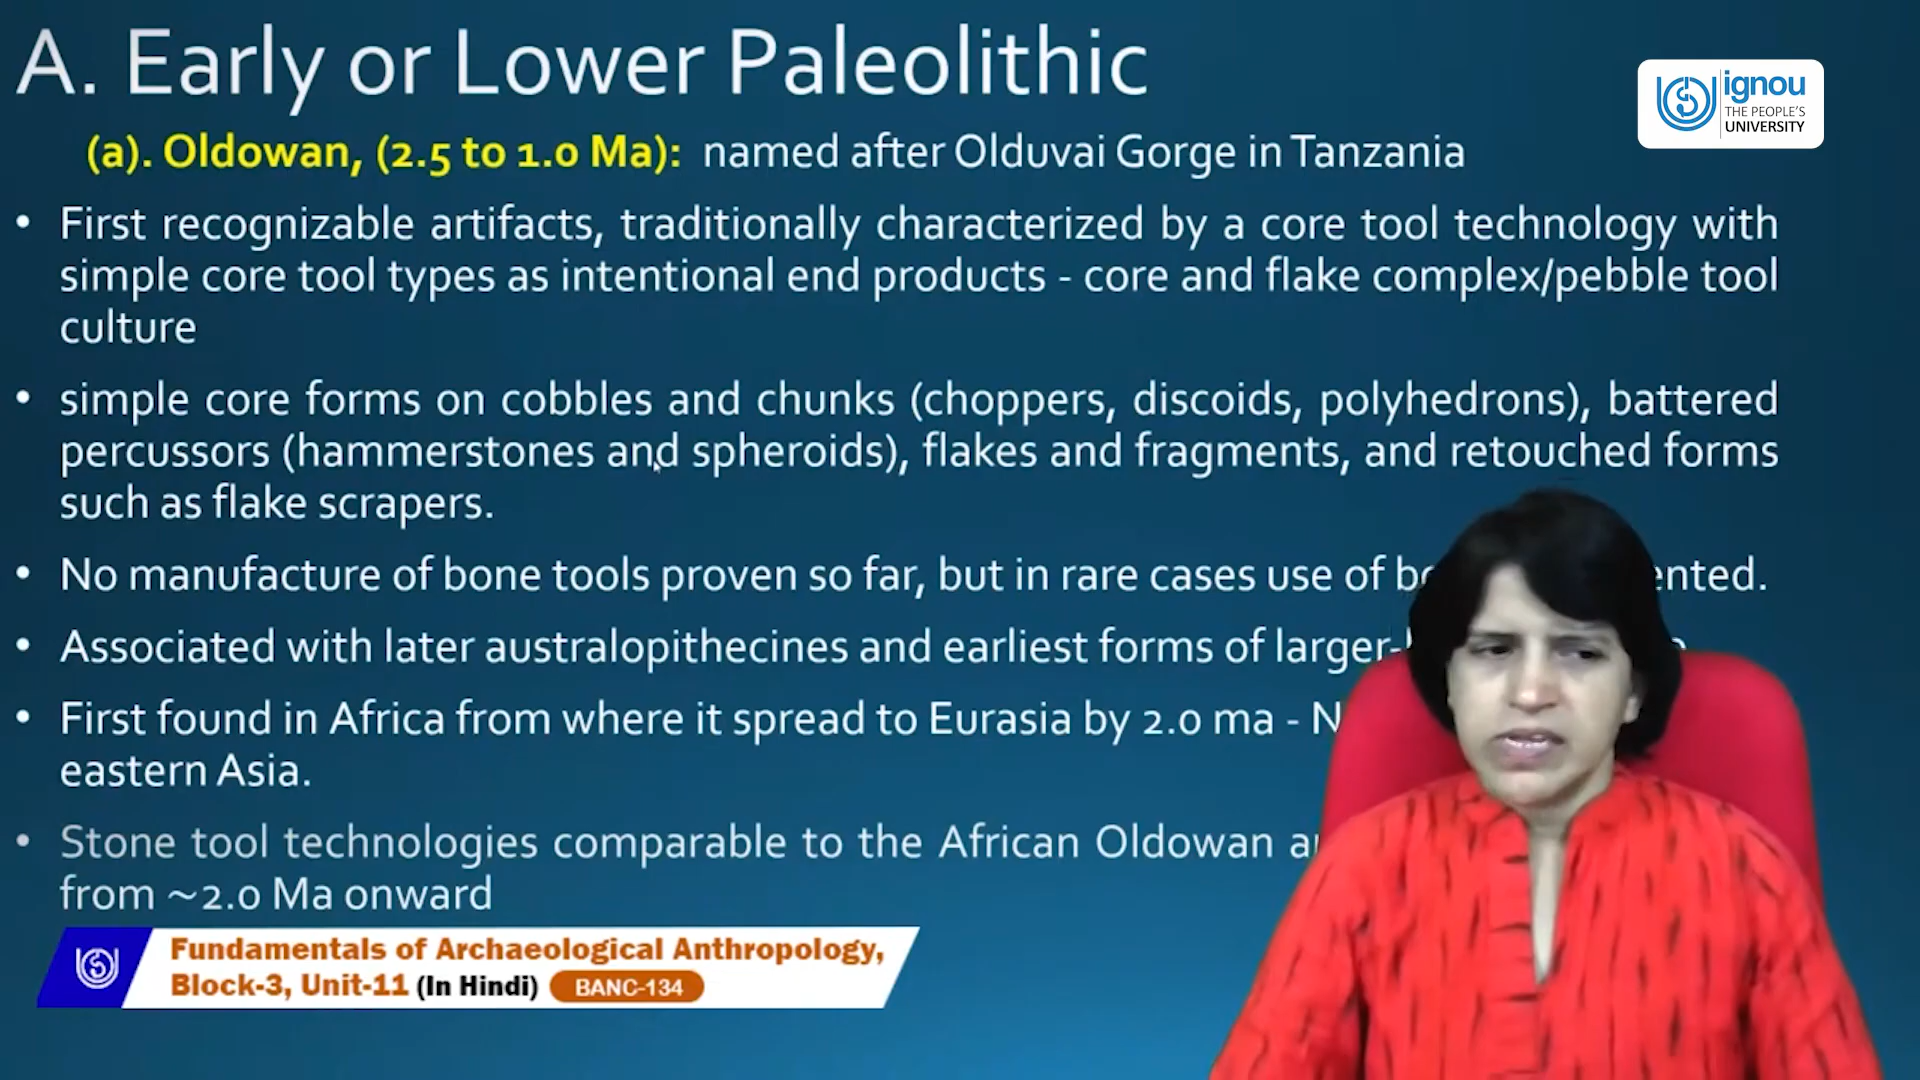 A. Early or Lower Paleolithic
ignou
THE PEOPLE'S
UNIVERSITY
(a). Oldowan, (2.5 to 1.0 Ma): named after Olduvai Gorge in Tanzania
• First recognizable artifacts, traditionally characterized by a core tool technology with
simple core tool types as intentional end products - core and flake complex/pebble tool
culture
• simple core forms on cobbles and chunks (choppers, discoids, polyhedrons), battered
percussors (hammerstones and spheroids), flakes and fragments, and retouched forms
such as flake scrapers.
• No manufacture of bone tools proven so far, but in rare cases use of
• Associated with later australopithecines and earliest forms of larger-
• First found in Africa from where it spread to Eurasia by 2.0 ma -
eastern Asia.
• Stone tool technologies comparable to the African Oldowan
from ~2.0 Ma onward
Fundamentals of Archaeological Anthropology,
Block-3, Unit-11 (In Hindi) BANC-134